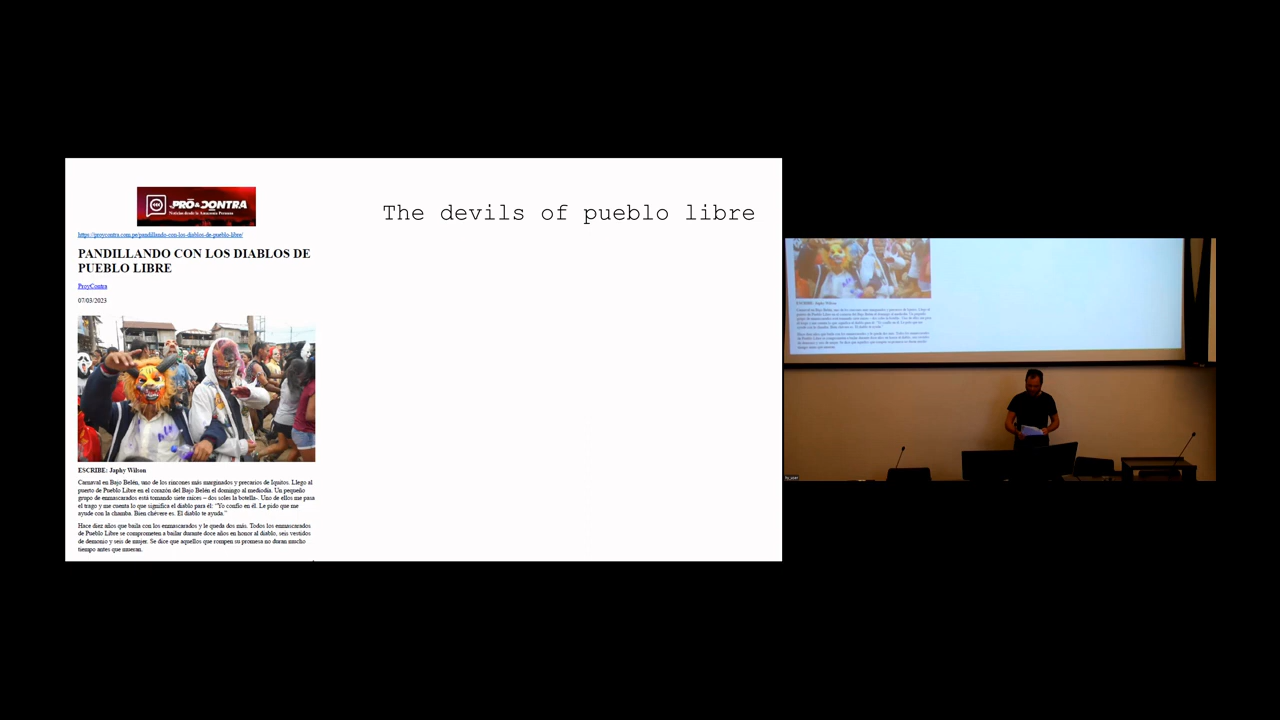 PRO & CONTRA
Noticias desde la Amazonía Peruana
The devils of pueblo libre
https://proycontra.com.pe/pandillando-con-los-diablos-de-pueblo-libre/
PANDILLANDO CON LOS DIABLOS DE
PUEBLO LIBRE
ProyContra
07/03/2023
ESCRIBE: Japhy Wilson
Carnaval en Bajo Belén, uno de los rincones más marginados y precarios de Iquitos. Llego al
puerto de Pueblo Libre en el corazón del Bajo Belén el domingo al mediodía. Un pequeño
grupo de enmascarados está tomando siete raíces – dos soles la botella-. Uno de ellos me pasa
el trago y me cuenta lo que significa el diablo para él: "Yo confío en él. Le pido que me
ayude con la chamba. Bien chévere es. El diablo te ayuda."
Hace diez años que baila con los enmascarados y le queda dos más. Todos los enmascarados
de Pueblo Libre se comprometen a bailar durante doce años en honor al diablo, seis vestidos
de demonio y seis de mujer. Se dice que aquellos que rompen su promesa no duran mucho
tiempo antes que mueran.